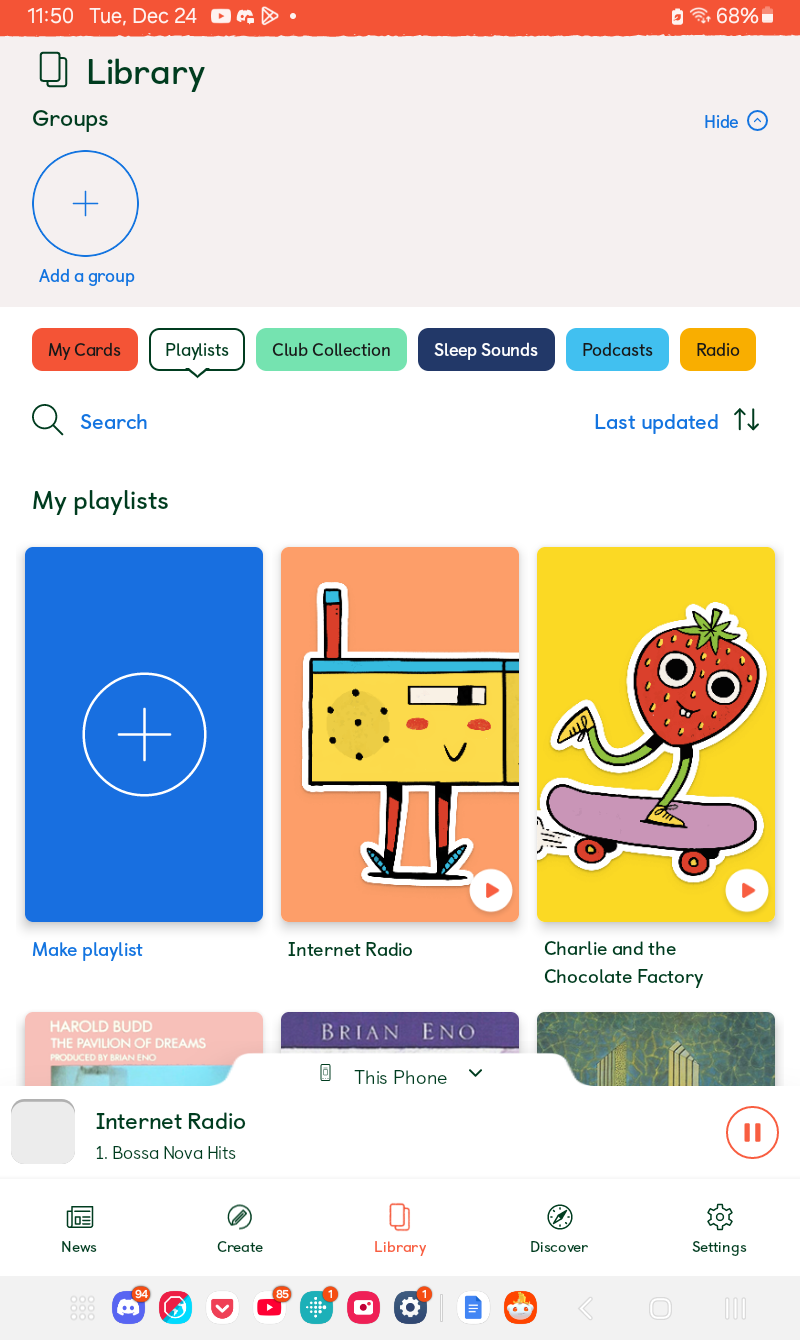 11:50 Tue, Dec 24
68%
Library
Groups
Hide
Add a group
My Cards
Playlists
Club Collection
Sleep Sounds
Podcasts
Radio
Search
Last updated
My playlists
Make playlist
Internet Radio
Charlie and the
Chocolate Factory
HAROLD BUDD
THE PAVILION OF DREAMS
PRODUCED BY BRIAN ENO
BRIAN ENO
This Phone
Internet Radio
1. Bossa Nova Hits
News
Create
Library
Discover
Settings
94
85
1
1